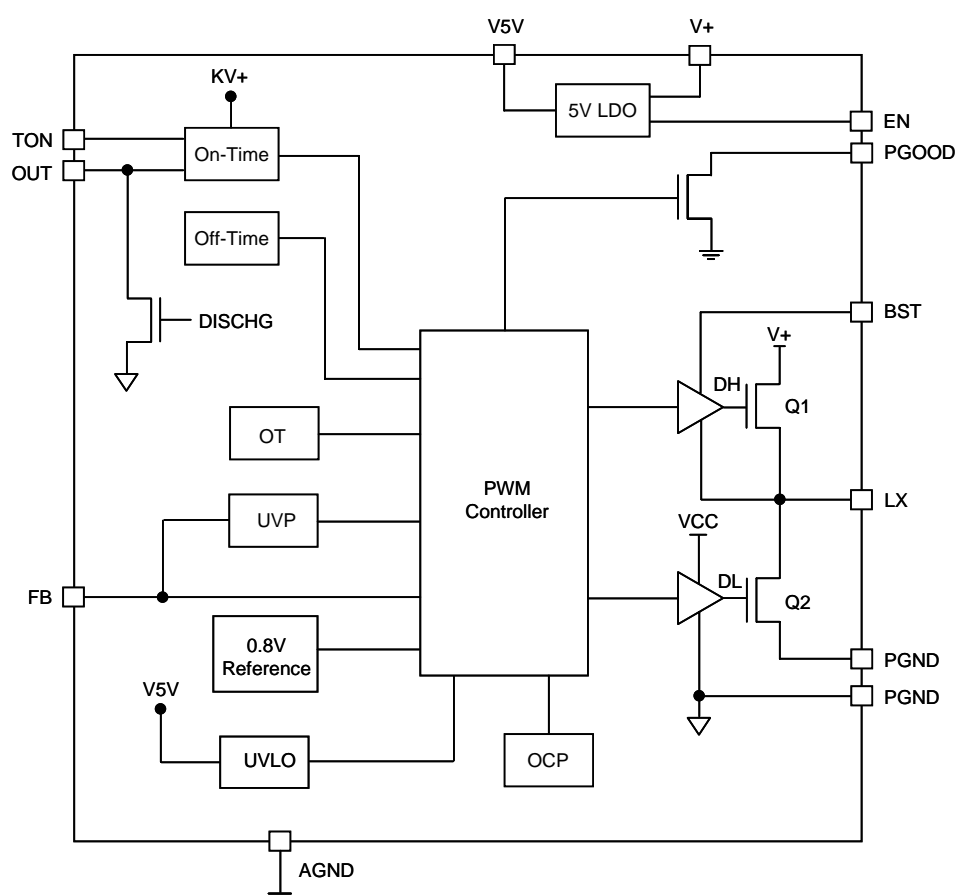 V5V
V+
KV+
5V LDO
EN
TON
PGOOD
On-Time
OUT
Off-Time
BST
DISCHG
V+
DH
Q1
OT
PWM
Controller
LX
UVP
VCC
DL
FB
Q2
0.8V
Reference
PGND
V5V
PGND
UVLO
OCP
AGND